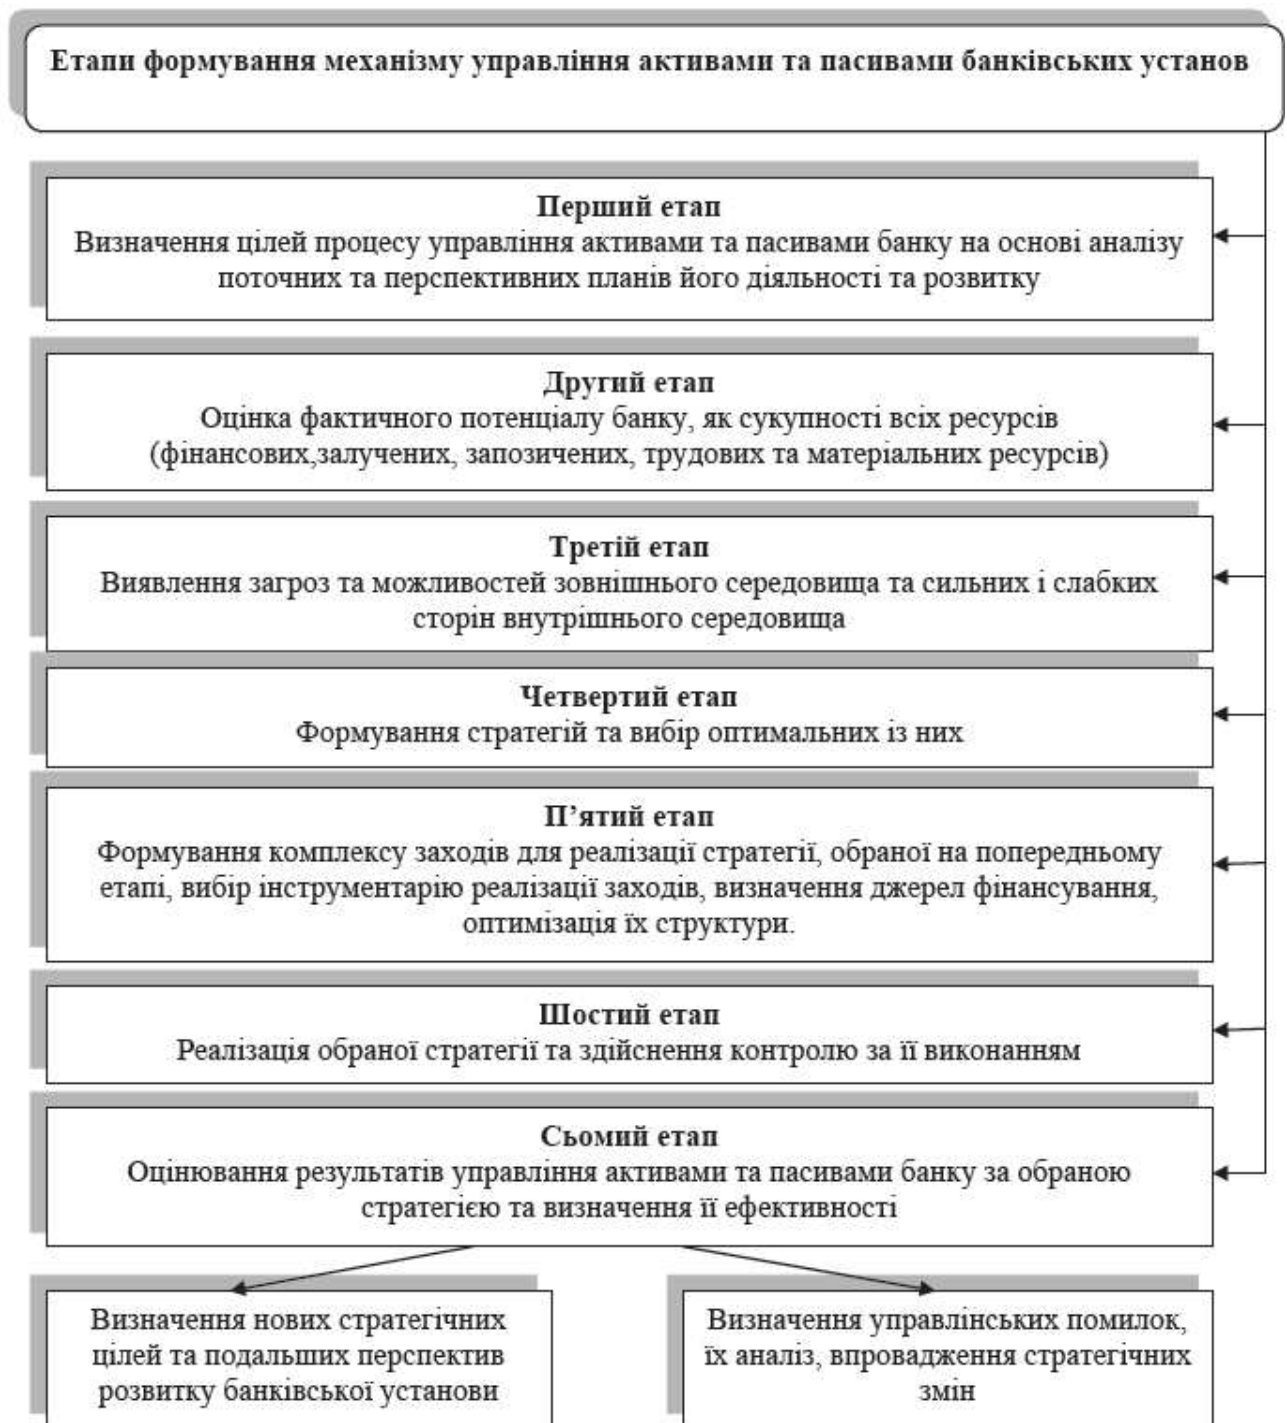 Етапи формування механізму управління активами та пасивами банківських установ
Перший етап
Визначення цілей процесу управління активами та пасивами банку на основі аналізу
поточних та перспективних планів його діяльності та розвитку
Другий етап
Оцінка фактичного потенціалу банку, як сукупності всіх ресурсів
(фінансових,залучених, запозичених, трудових та матеріальних ресурсів)
Третій етап
Виявлення загроз та можливостей зовнішнього середовища та сильних і слабких
сторін внутрішнього середовища
Четвертий етап
Формування стратегій та вибір оптимальних із них
П’ятий етап
Формування комплексу заходів для реалізації стратегії, обраної на попередньому
етапі, вибір інструментарію реалізації заходів, визначення джерел фінансування,
оптимізація їх структури.
Шостий етап
Реалізація обраної стратегії та здійснення контролю за її виконанням
Сьомий етап
Оцінювання результатів управління активами та пасивами банку за обраною
стратегією та визначення її ефективності
Визначення нових стратегічних
цілей та подальших перспектив
розвитку банківської установи
Визначення управлінських помилок,
їх аналіз, впровадження стратегічних
змін